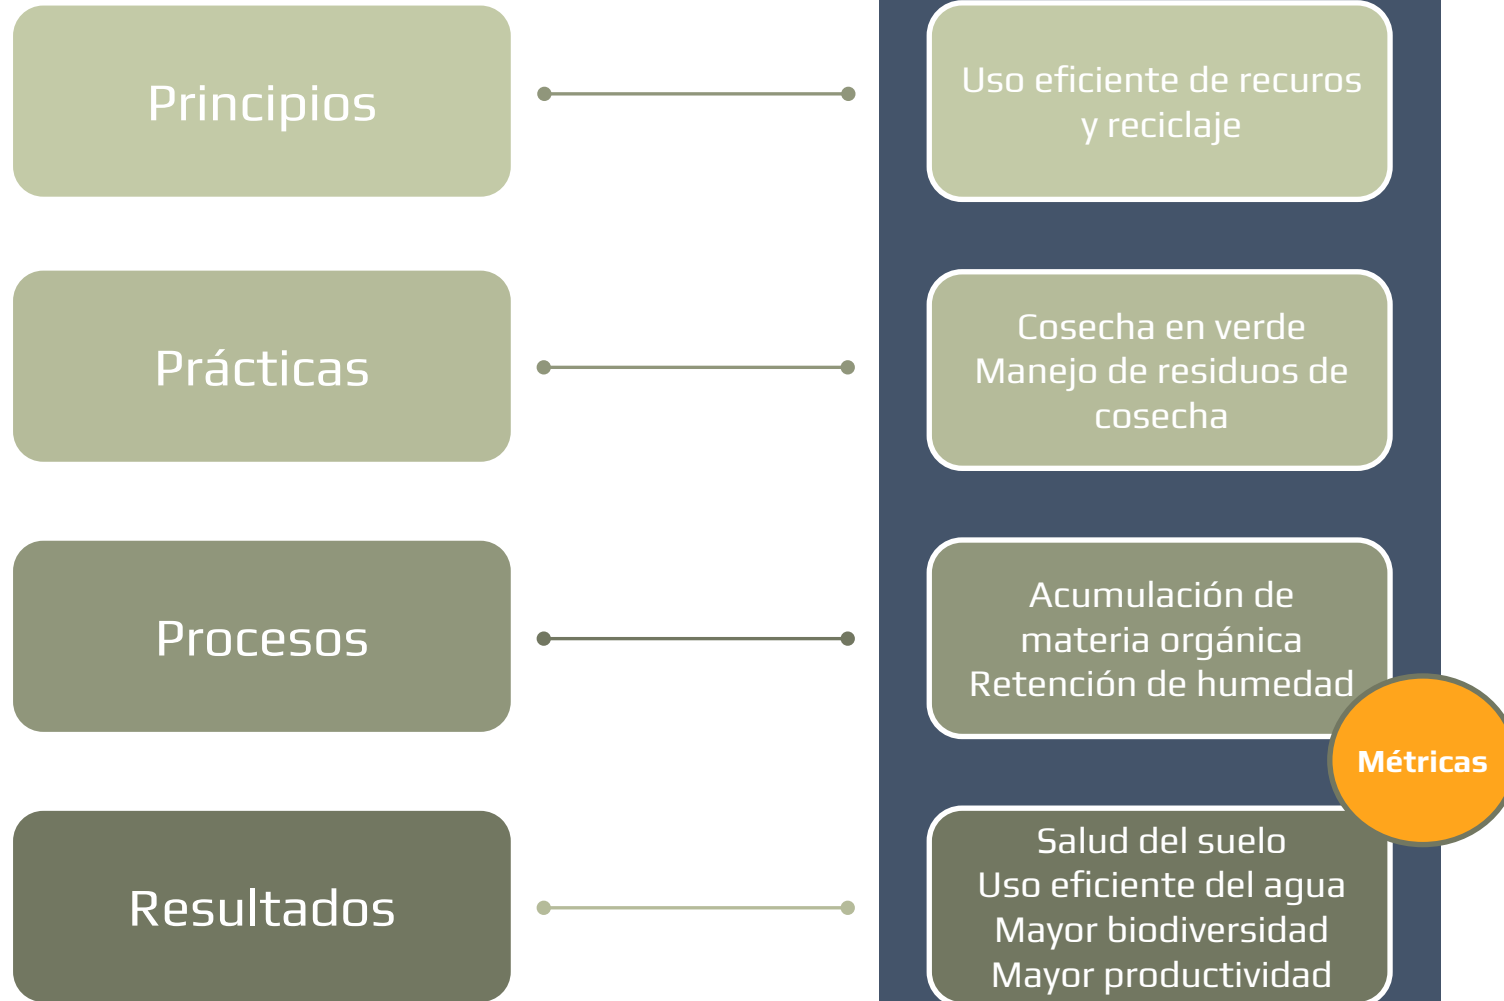 Principios
Uso eficiente de recuros
y reciclaje
Prácticas
Cosecha en verde
Manejo de residuos de
cosecha
Procesos
Acumulación de
materia orgánica
Retención de humedad
Métricas
Resultados
Salud del suelo
Uso eficiente del agua
Mayor biodiversidad
Mayor productividad